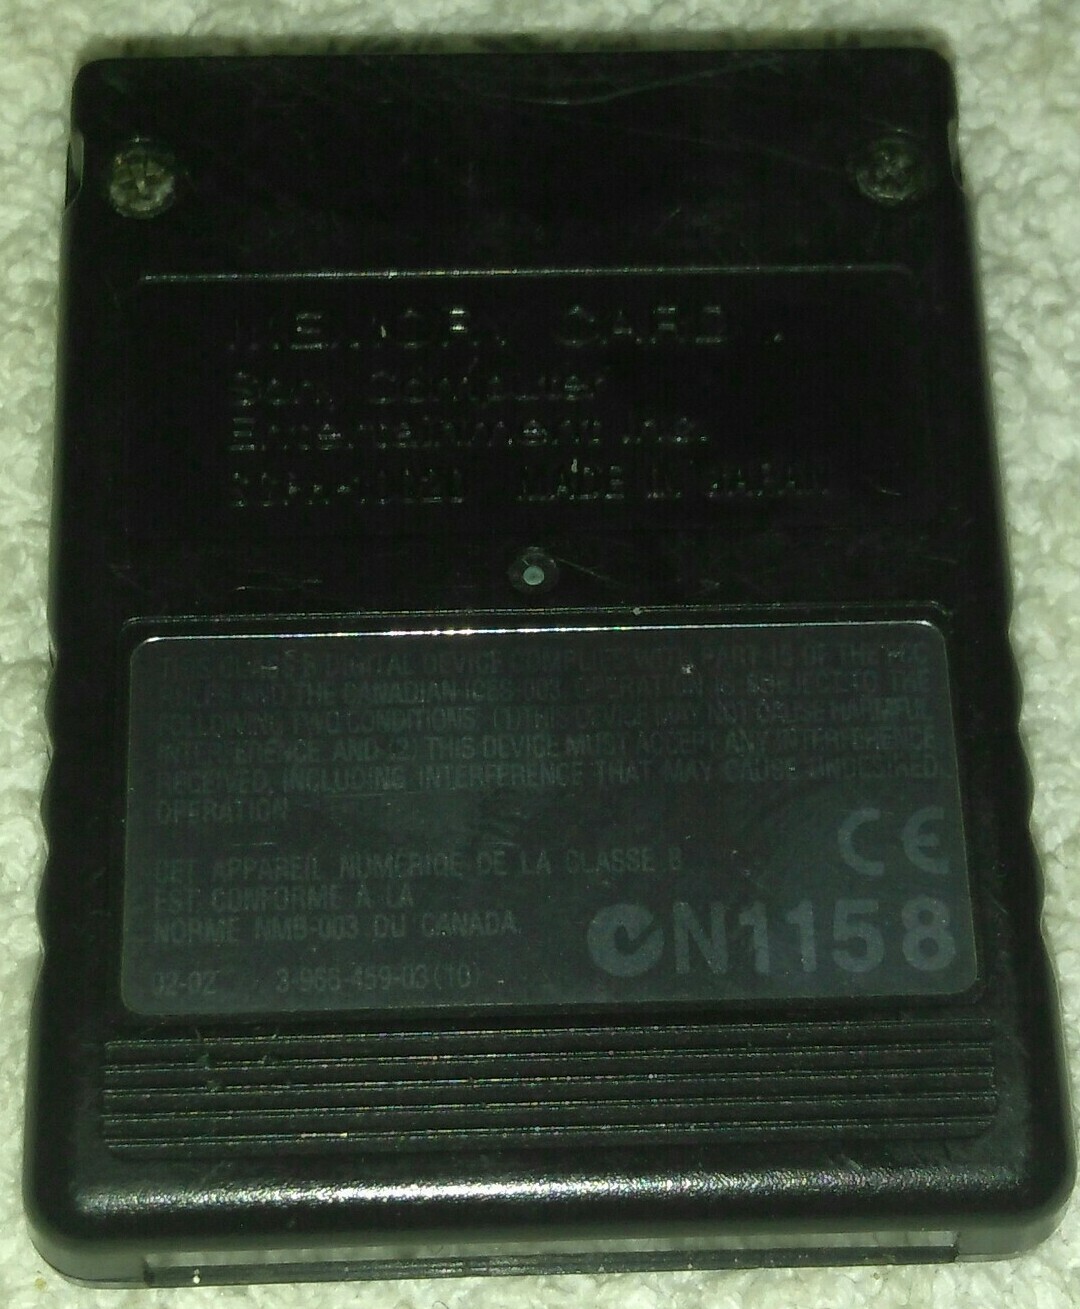 MEMORY CARD
Sony Computer
Entertainment Inc.
SCPH-10020 MADE IN JAPAN
THIS CLASS B DIGITAL DEVICE COMPLIES WITH PART 15 OF THE FCC
RULES AND THE CANADIAN ICES-003. OPERATION IS SUBJECT TO THE
FOLLOWING TWO CONDITIONS. (1)THIS DEVICE MAY NOT CAUSE HARMFUL
INTERFERENCE AND (2) THIS DEVICE MUST ACCEPT ANY INTERFERENCE
RECEIVED, INCLUDING INTERFERENCE THAT MAY CAUSE UNDESIRED
OPERATION
CET APPAREIL NUMERIQE DE LA CLASSE B
EST CONFORME À LA
NORME NMB-003 DU CANADA.
CE
N1158
02-02 3-966-459-03(10)